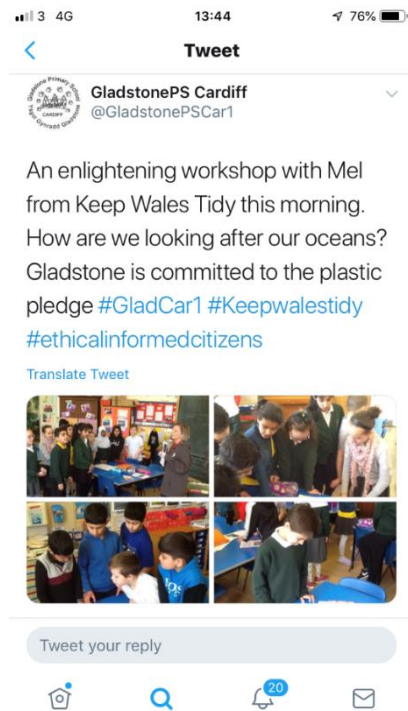 3 4G 13:44 76%
Tweet
GladstonePS Cardiff
@GladstonePSCar1
An enlightening workshop with Mel
from Keep Wales Tidy this morning.
How are we looking after our oceans?
Gladstone is committed to the plastic
pledge #GladCar1 #Keepwalestidy
#ethicalinformedcitizens
Translate Tweet
Tweet your reply
20